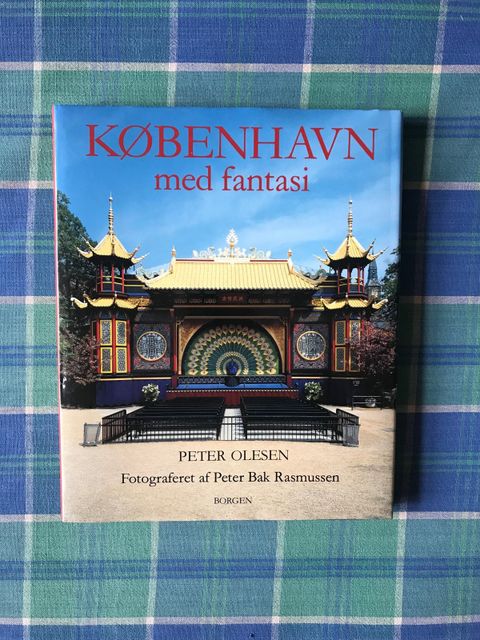 KØBENHAVN
med fantasi
PETER OLESEN
Fotograferet af Peter Bak Rasmussen
BORGEN